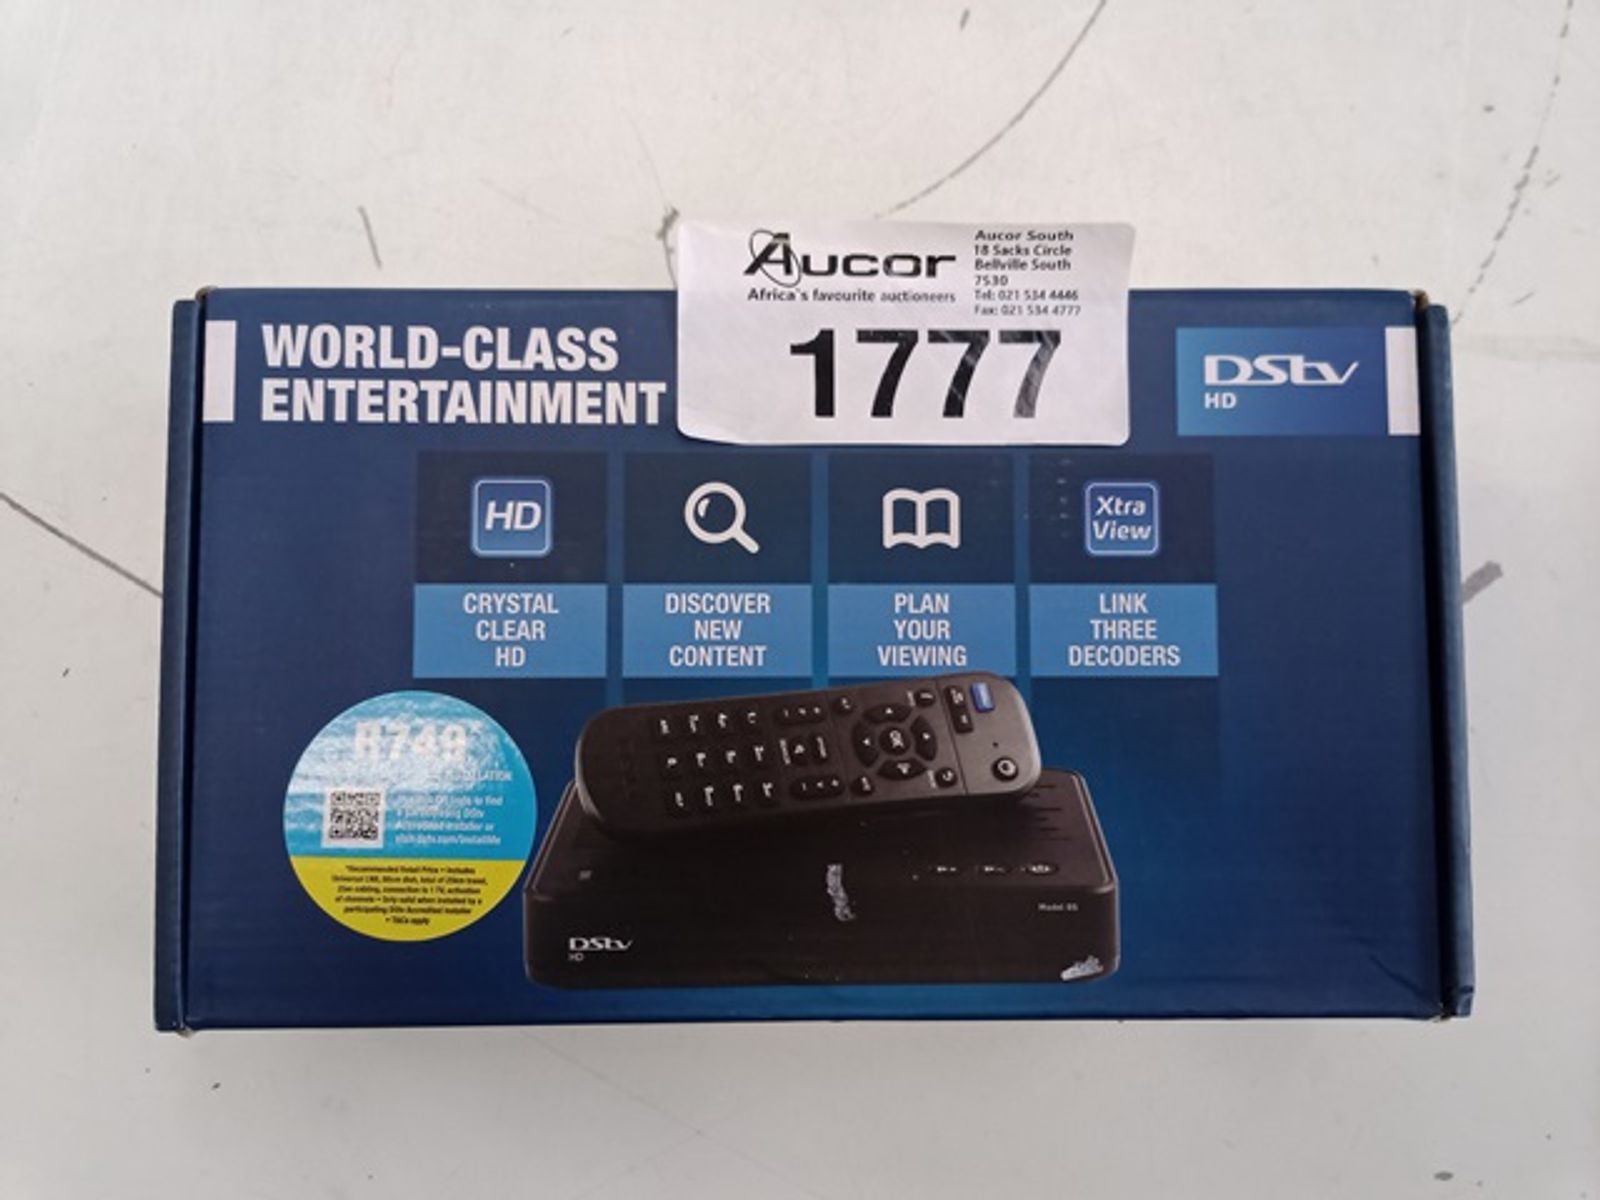 Aucor
Africa's favourite auctioneers
Aucor South
18 Sacks Circle
Bellville South
7530
Tel: 021 534 4446
Fax: 021 534 4777
1777
WORLD-CLASS
ENTERTAINMENT
DStv
HD
HD
Xtra
View
CRYSTAL
CLEAR
HD
DISCOVER
NEW
CONTENT
PLAN
YOUR
VIEWING
LINK
THREE
DECODERS
R749*
OK
DStv
HD